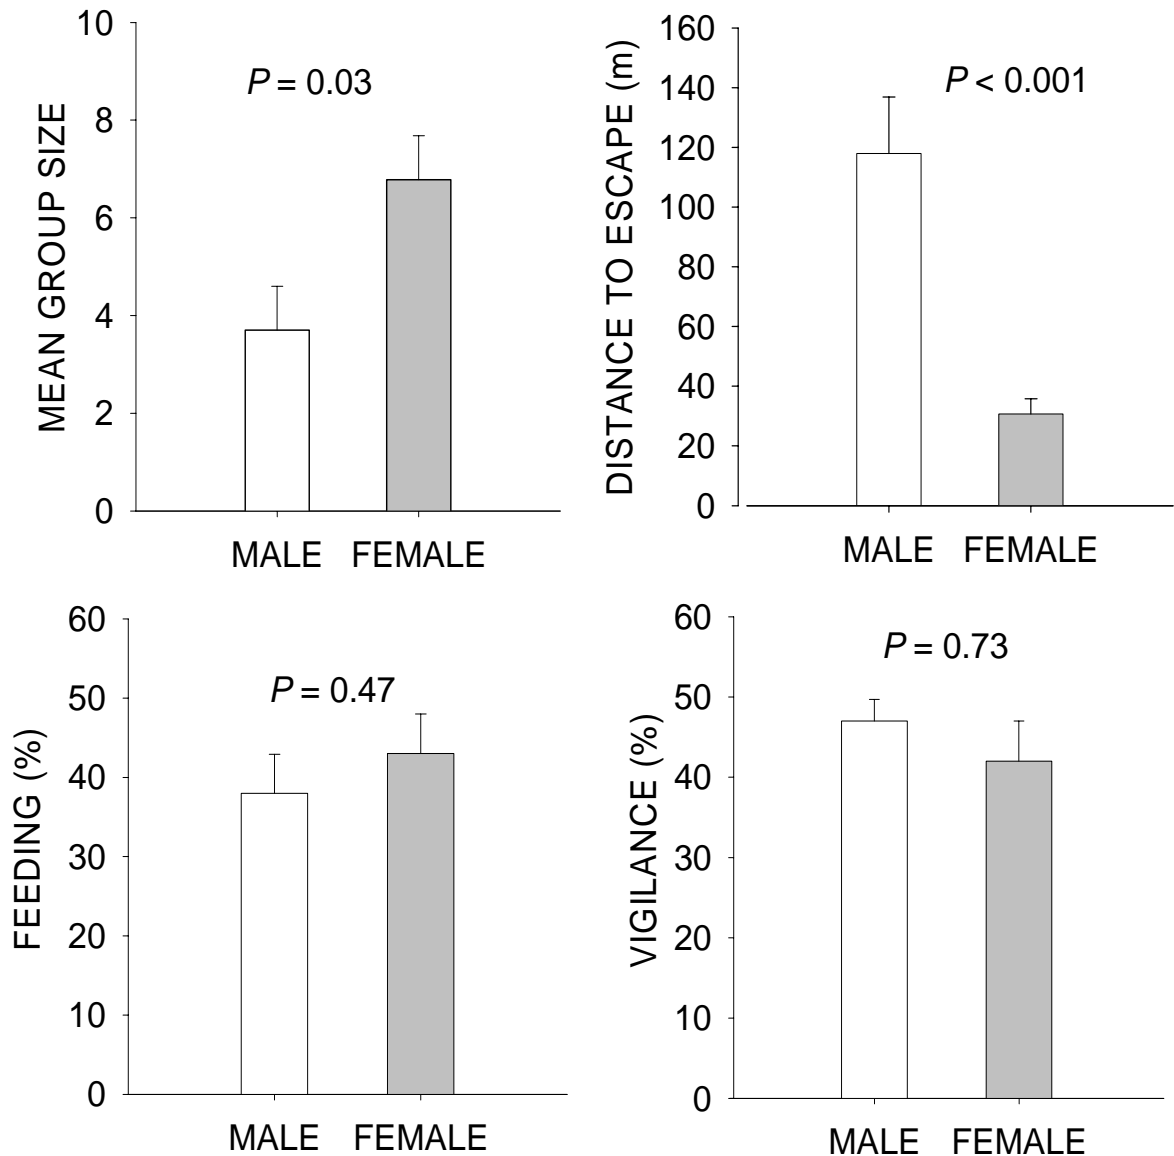 MEAN GROUP SIZE
10
8
6
4
2
0
P = 0.03
MALE FEMALE
DISTANCE TO ESCAPE (m)
160
140
120
100
80
60
40
20
0
P < 0.001
MALE FEMALE
FEEDING (%)
60
50
40
30
20
10
0
P = 0.47
MALE FEMALE
VIGILANCE (%)
60
50
40
30
20
10
0
P = 0.73
MALE FEMALE